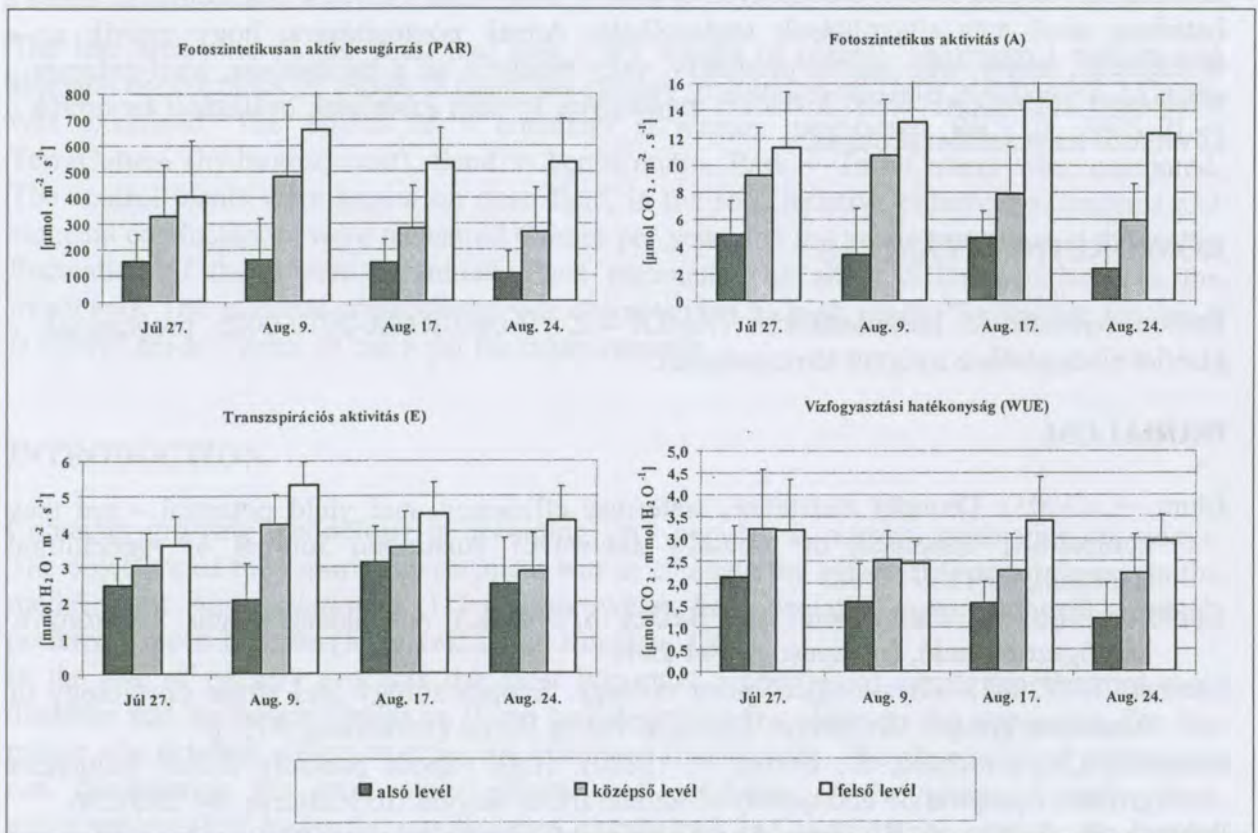 Fotoszintetikusan aktív besugárzás (PAR)
[µmol . m⁻² . s⁻¹]
800
700
600
500
400
300
200
100
0
Júl 27.
Aug. 9.
Aug. 17.
Aug. 24.
Fotoszintetikus aktivitás (A)
[µmol CO₂ . m⁻² . s⁻¹]
16
14
12
10
8
6
4
2
0
Júl 27.
Aug. 9.
Aug. 17.
Aug. 24.
Transzspirációs aktivitás (E)
[mmol H₂O . m⁻² . s⁻¹]
6
5
4
3
2
1
0
Júl 27.
Aug. 9.
Aug. 17.
Aug. 24.
Vízfogyasztási hatékonyság (WUE)
[µmol CO₂ . mmol H₂O⁻¹]
5,0
4,5
4,0
3,5
3,0
2,5
2,0
1,5
1,0
0,5
0,0
Júl 27.
Aug. 9.
Aug. 17.
Aug. 24.
alsó levél
középső levél
felső levél